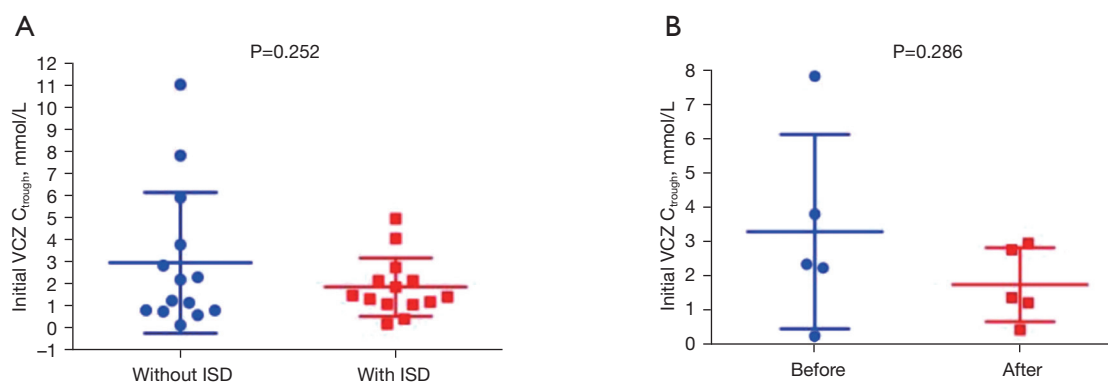 A
P=0.252
Initial VCZ Ctrough, mmol/L
12
11
10
9
8
7
6
5
4
3
2
1
0
−1
Without ISD
With ISD
B
P=0.286
Initial VCZ Ctrough, mmol/L
8
7
6
5
4
3
2
1
0
Before
After